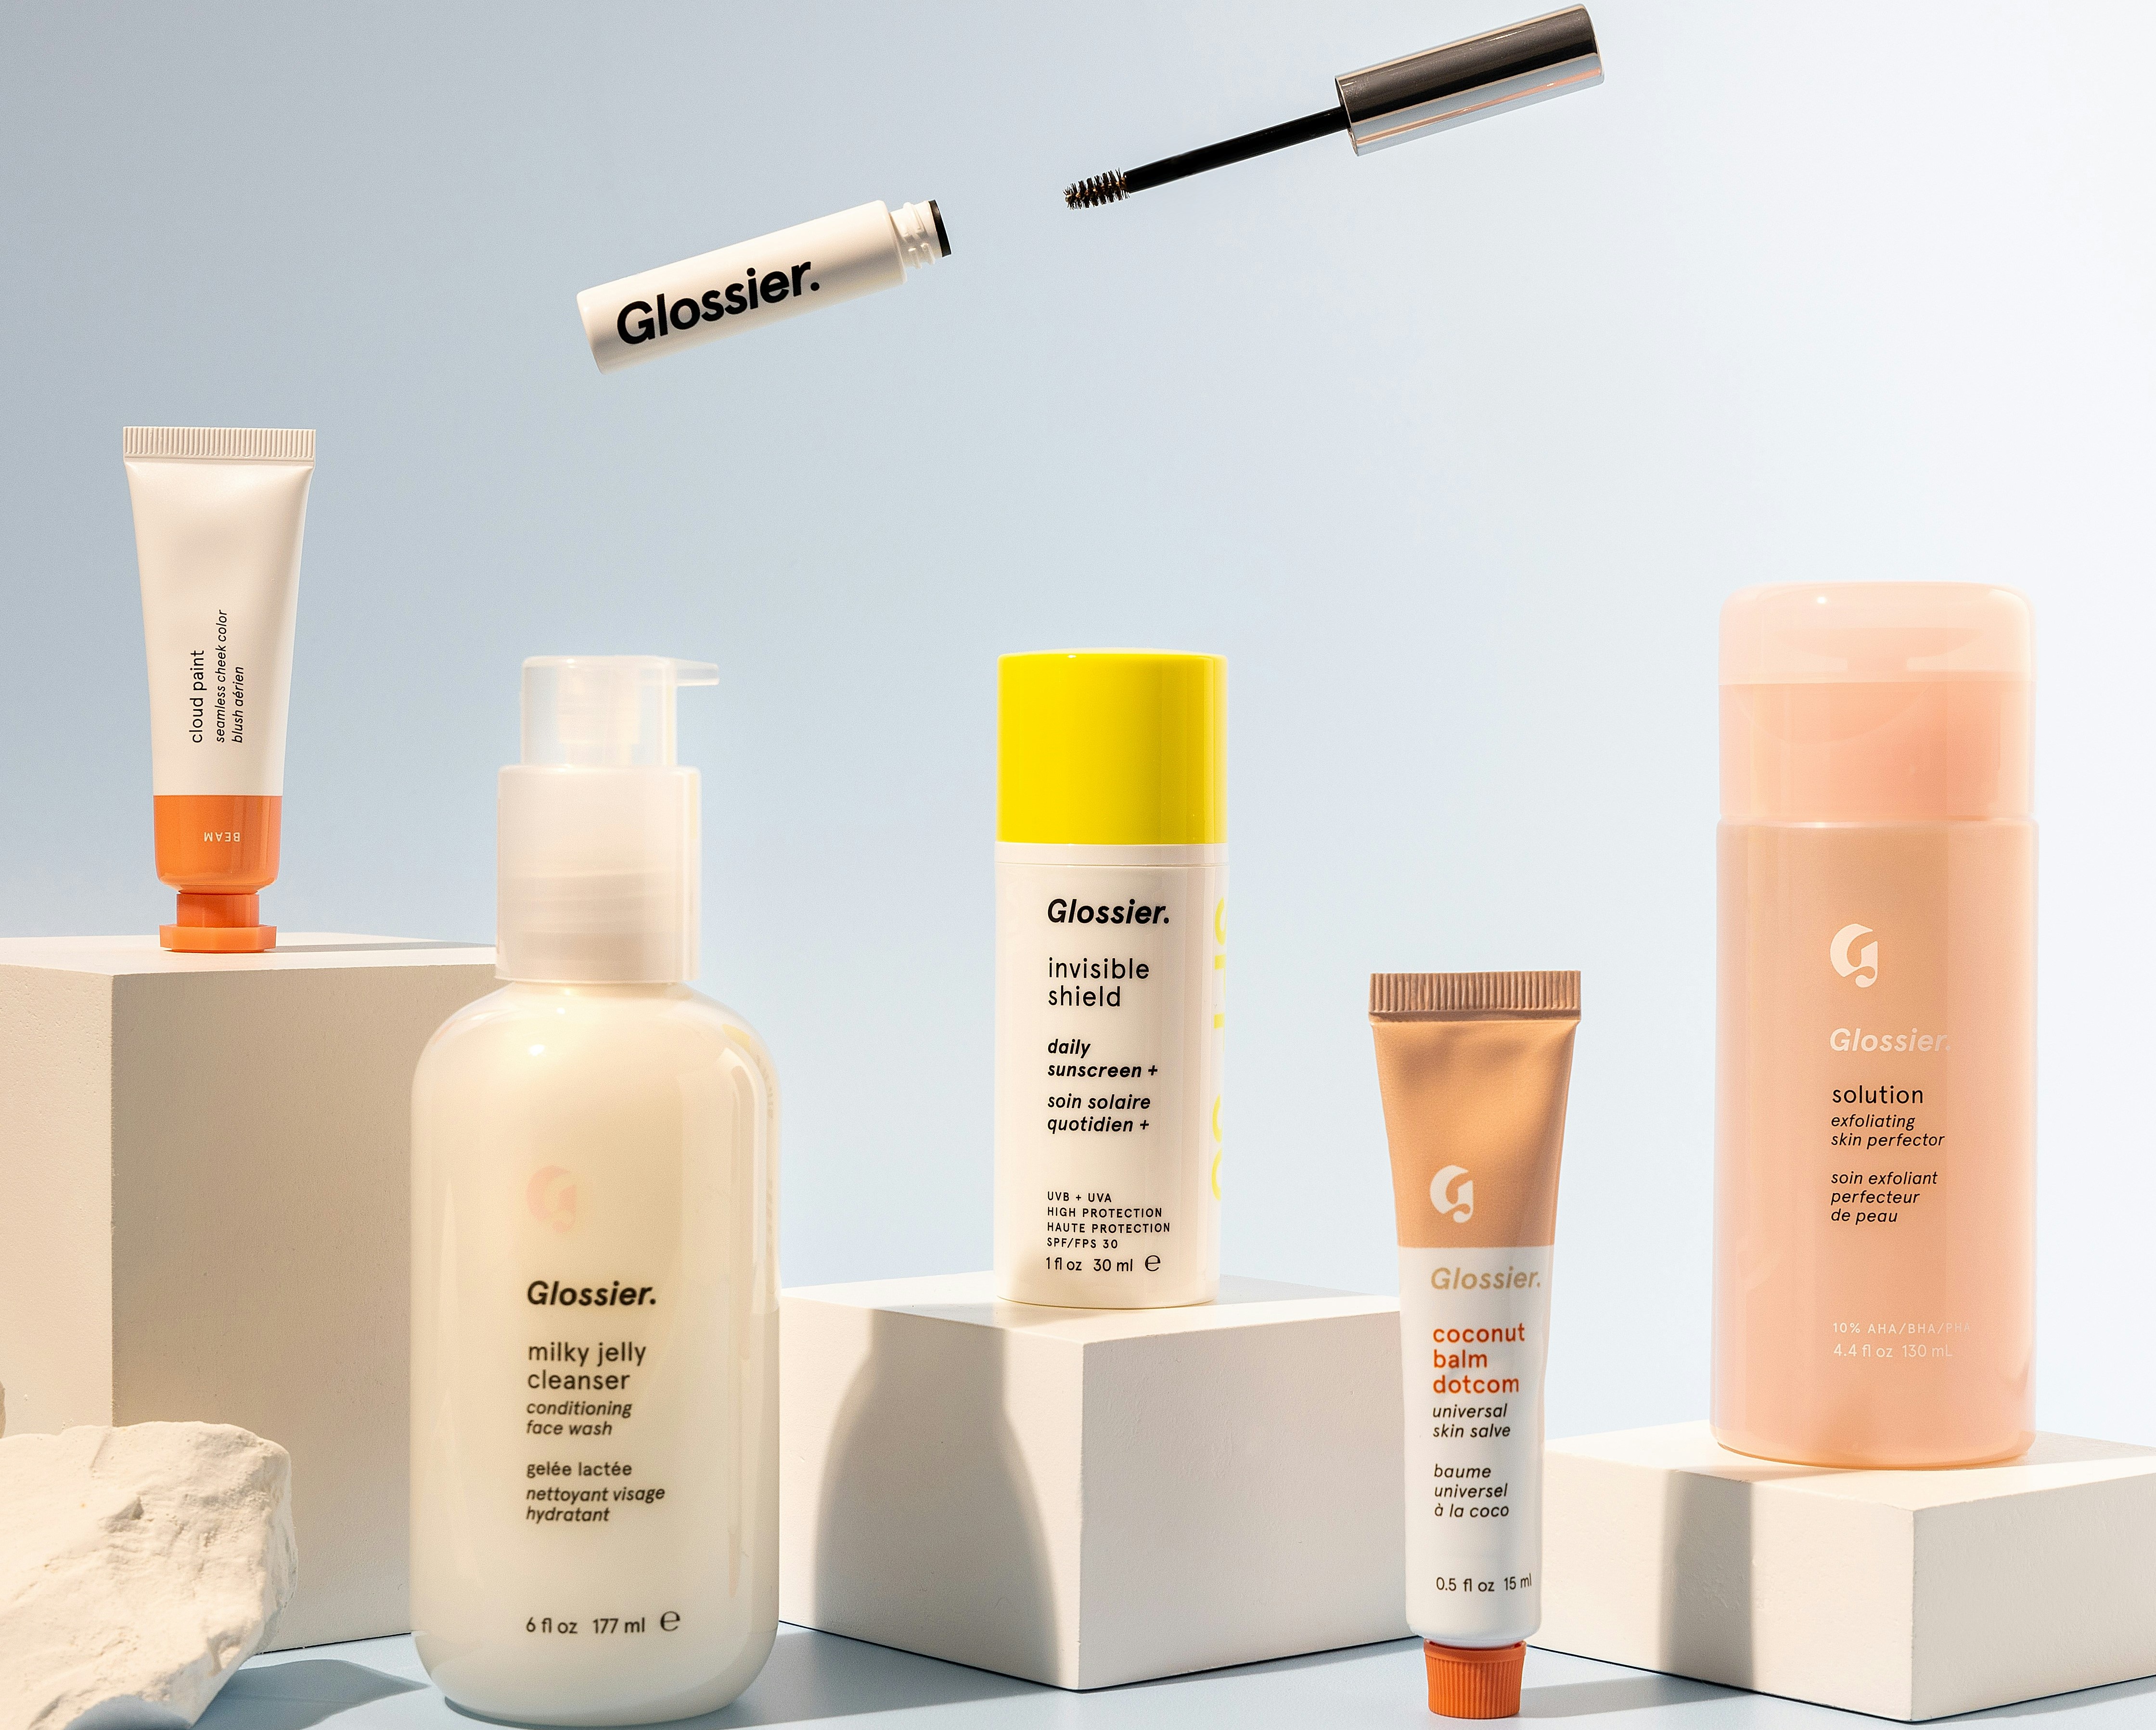 Glossier.
cloud paint
seamless cheek color
blush aérien
BEAM
Glossier.
milky jelly
cleanser
conditioning
face wash
gelée lactée
nettoyant visage
hydratant
6 fl oz 177 ml ℮
Glossier.
invisible
shield
daily
sunscreen +
soin solaire
quotidien +
UVB + UVA
HIGH PROTECTION
HAUTE PROTECTION
SPF/FPS 30
1 fl oz 30 ml ℮
G
Glossier.
coconut
balm
dotcom
universal
skin salve
baume
universel
à la coco
0.5 fl oz 15 ml
G
Glossier.
solution
exfoliating
skin perfector
soin exfoliant
perfecteur
de peau
10% AHA/BHA/PHA
4.4 fl oz 130 mL